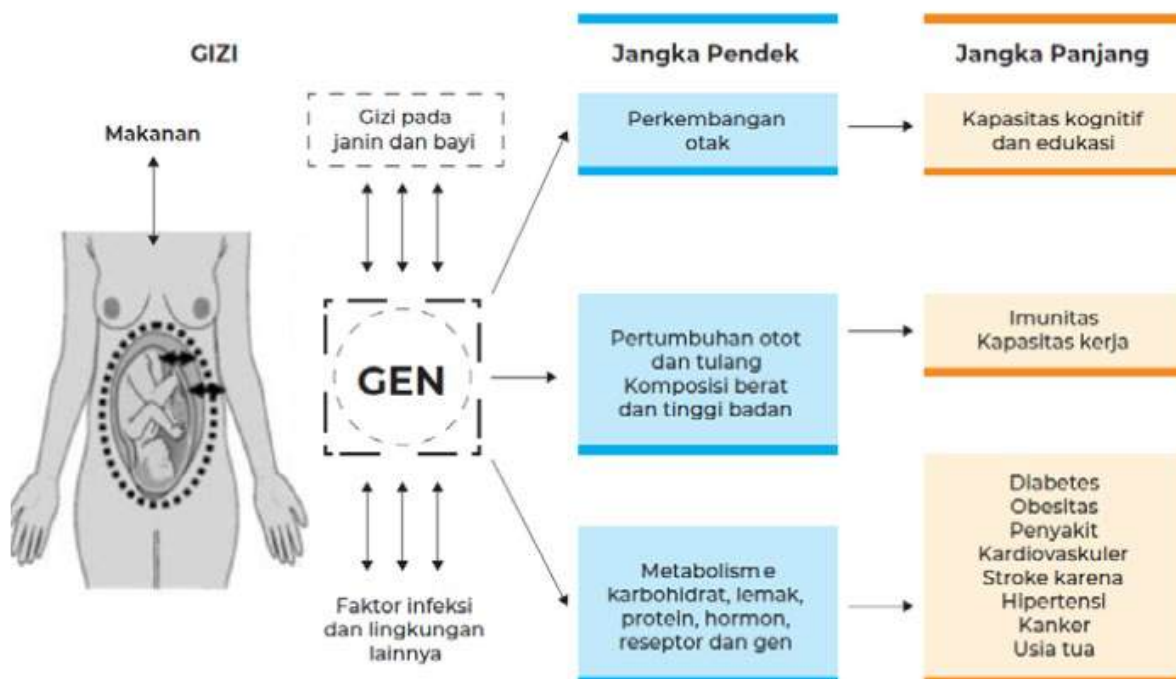 GIZI
Makanan
Gizi pada
janin dan bayi
GEN
Faktor infeksi
dan lingkungan
lainnya
Jangka Pendek
Perkembangan
otak
Pertumbuhan otot
dan tulang
Komposisi berat
dan tinggi badan
Metabolisme
karbohidrat, lemak,
protein, hormon,
reseptor dan gen
Jangka Panjang
Kapasitas kognitif
dan edukasi
Imunitas
Kapasitas kerja
Diabetes
Obesitas
Penyakit
Kardiovaskuler
Stroke karena
Hipertensi
Kanker
Usia tua